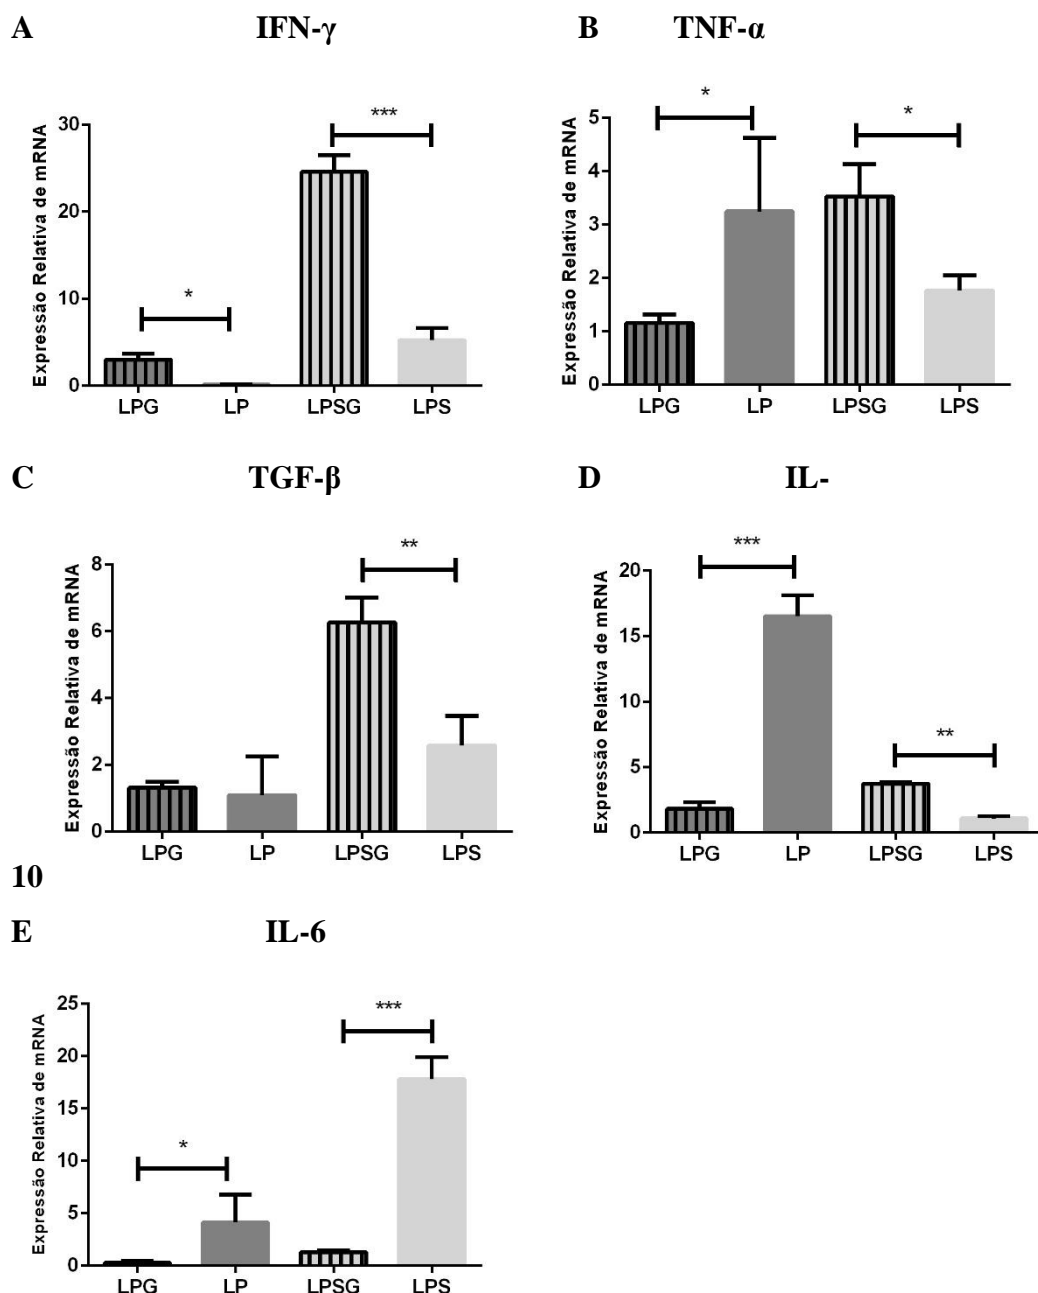 A IFN-γ
B TNF-α
Expressão Relativa de mRNA
30
20
10
0
*
***
LPG LP LPSG LPS
Expressão Relativa de mRNA
5
4
3
2
1
0
*
*
LPG LP LPSG LPS
C TGF-β
D IL-
Expressão Relativa de mRNA
8
6
4
2
0
**
LPG LP LPSG LPS
Expressão Relativa de mRNA
20
15
10
5
0
***
**
LPG LP LPSG LPS
10
E IL-6
Expressão Relativa de mRNA
25
20
15
10
5
0
*
***
LPG LP LPSG LPS